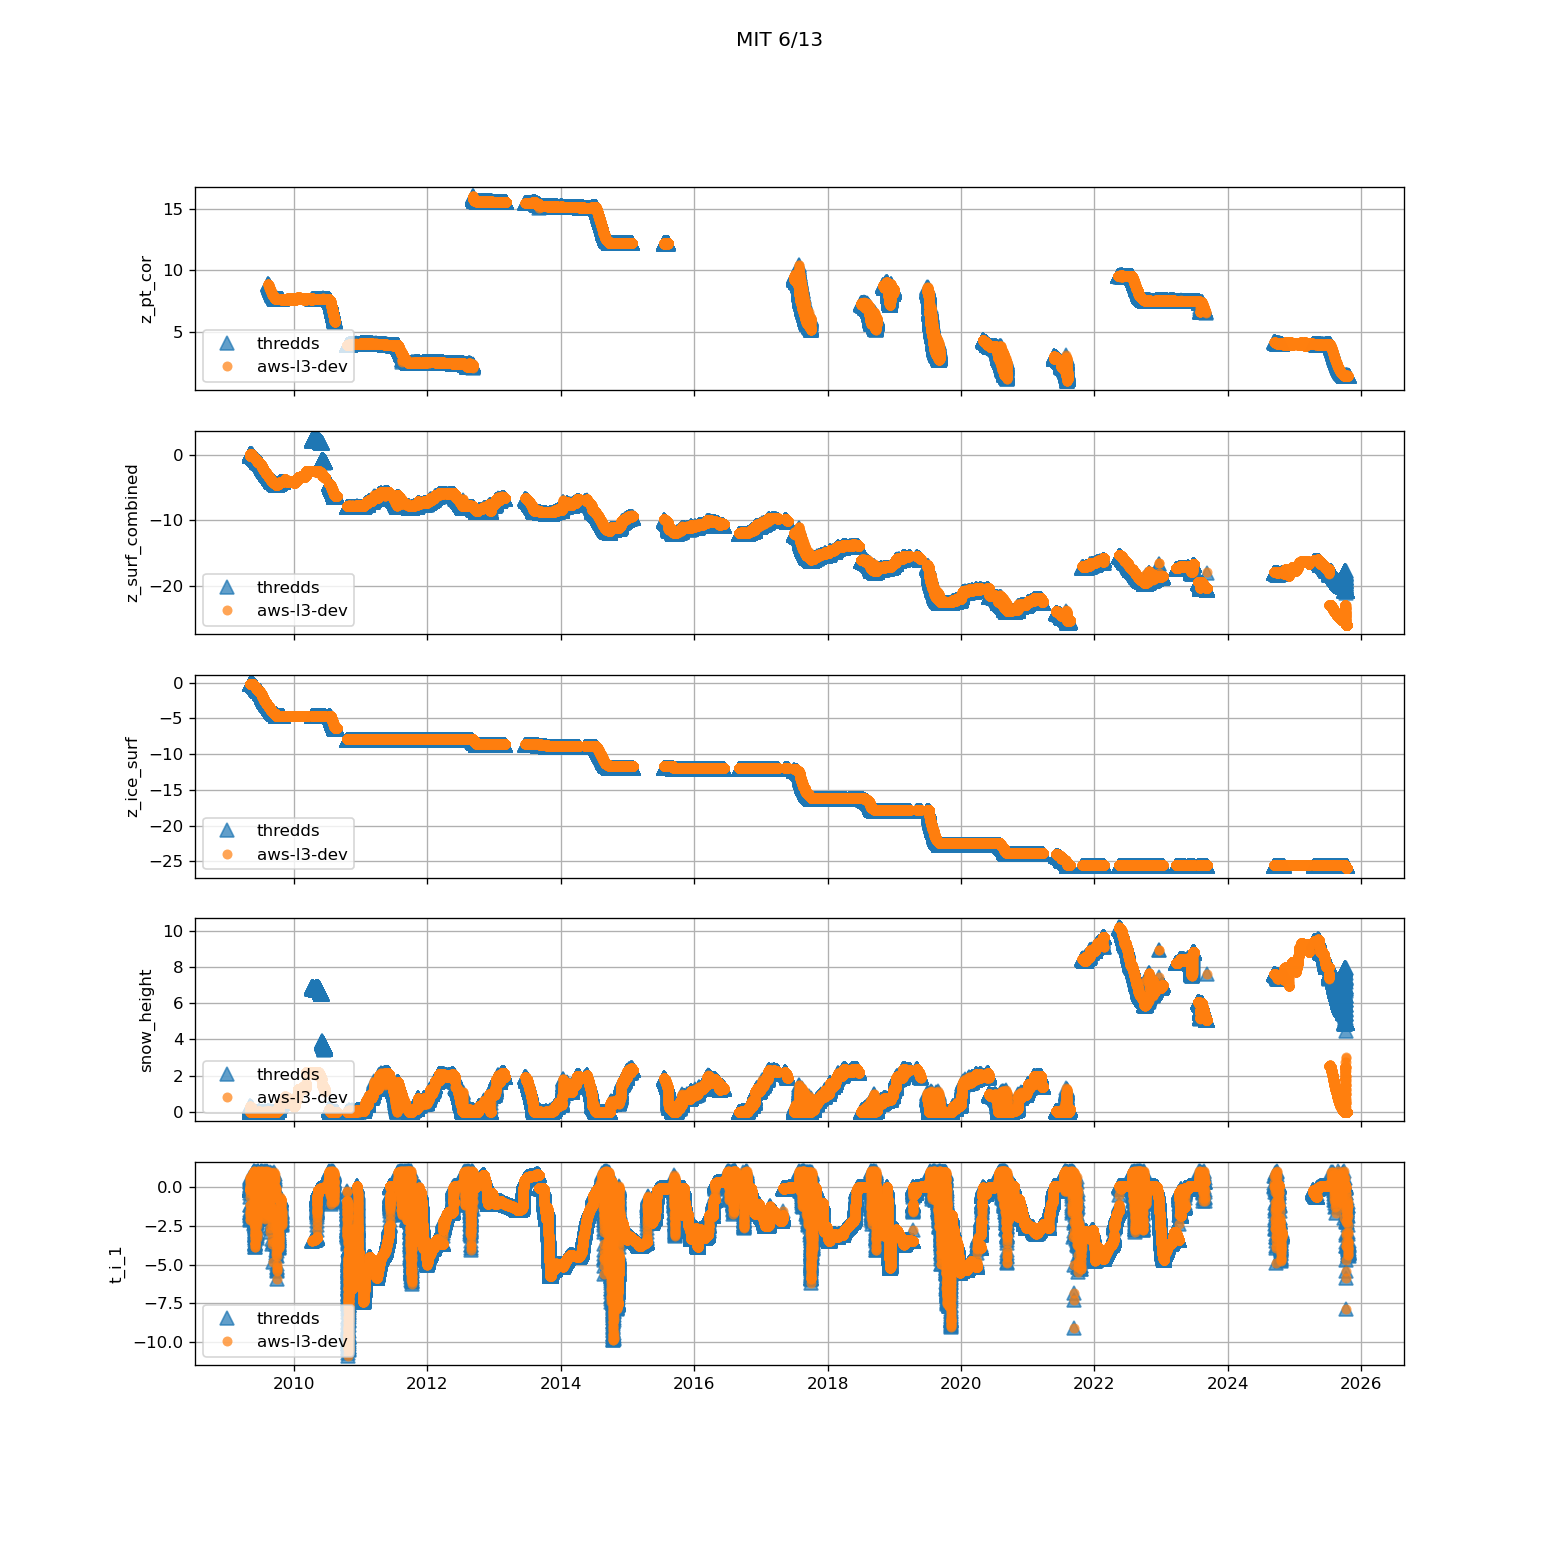 MIT 6/13
15
10
5
z_pt_cor
thredds
aws-l3-dev
0
−10
−20
z_surf_combined
thredds
aws-l3-dev
0
−5
−10
−15
−20
−25
z_ice_surf
thredds
aws-l3-dev
10
8
6
4
2
0
snow_height
thredds
aws-l3-dev
0.0
−2.5
−5.0
−7.5
−10.0
t_i_1
thredds
aws-l3-dev
2010 2012 2014 2016 2018 2020 2022 2024 2026